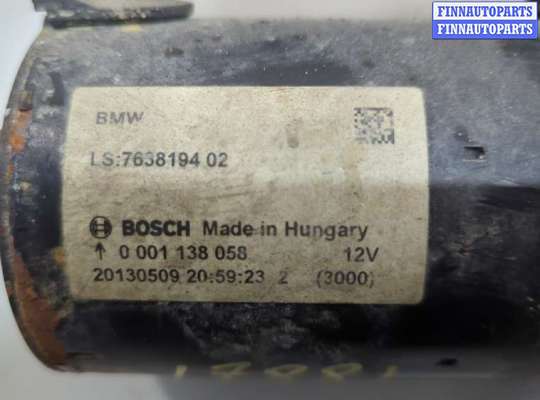 FINNAUTOPARTS
FINNAUTOPARTS
BMW
LS:7638194 02
BOSCH Made in Hungary
↑ 0 001 138 058 12V
20130509 20:59:23 2 (3000)